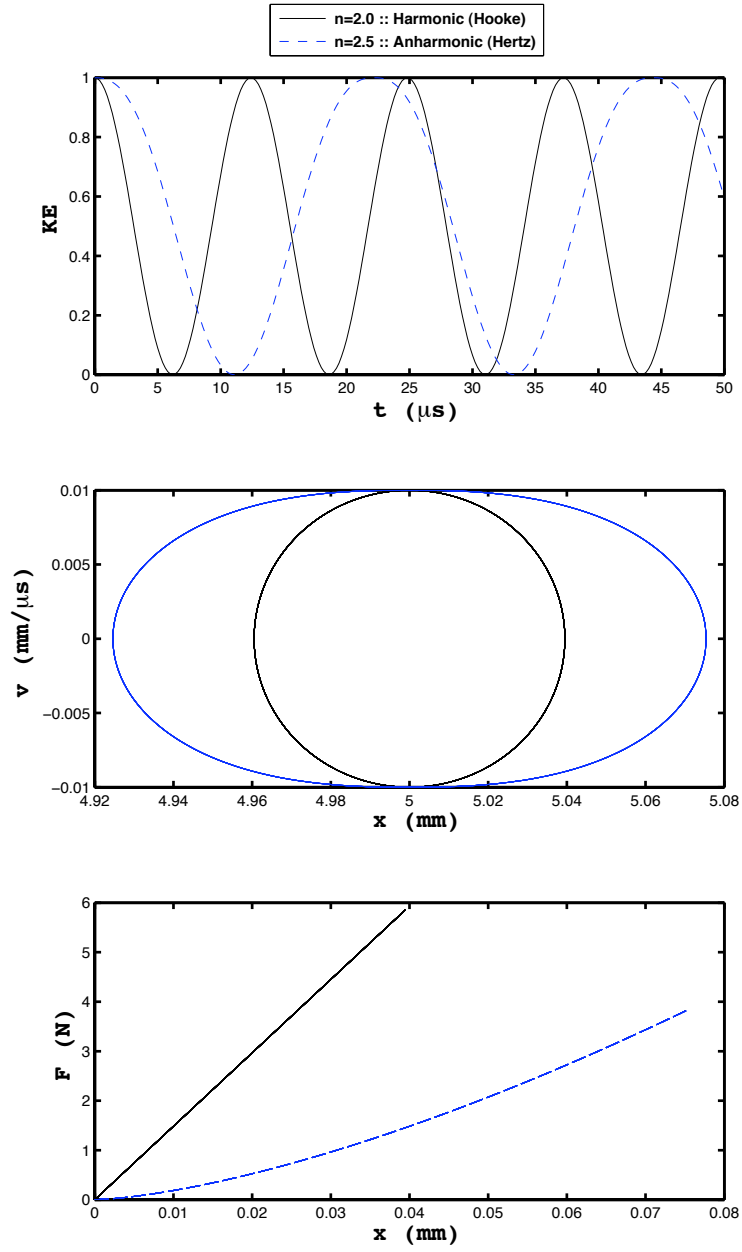 n=2.0 :: Harmonic (Hooke)
n=2.5 :: Anharmonic (Hertz)
1
0.8
0.6
0.4
0.2
0
KE
0 5 10 15 20 25 30 35 40 45 50
t (μs)
0.01
0.005
0
−0.005
−0.01
v (mm/μs)
4.92 4.94 4.96 4.98 5 5.02 5.04 5.06 5.08
x (mm)
6
5
4
3
2
1
0
F (N)
0 0.01 0.02 0.03 0.04 0.05 0.06 0.07 0.08
x (mm)